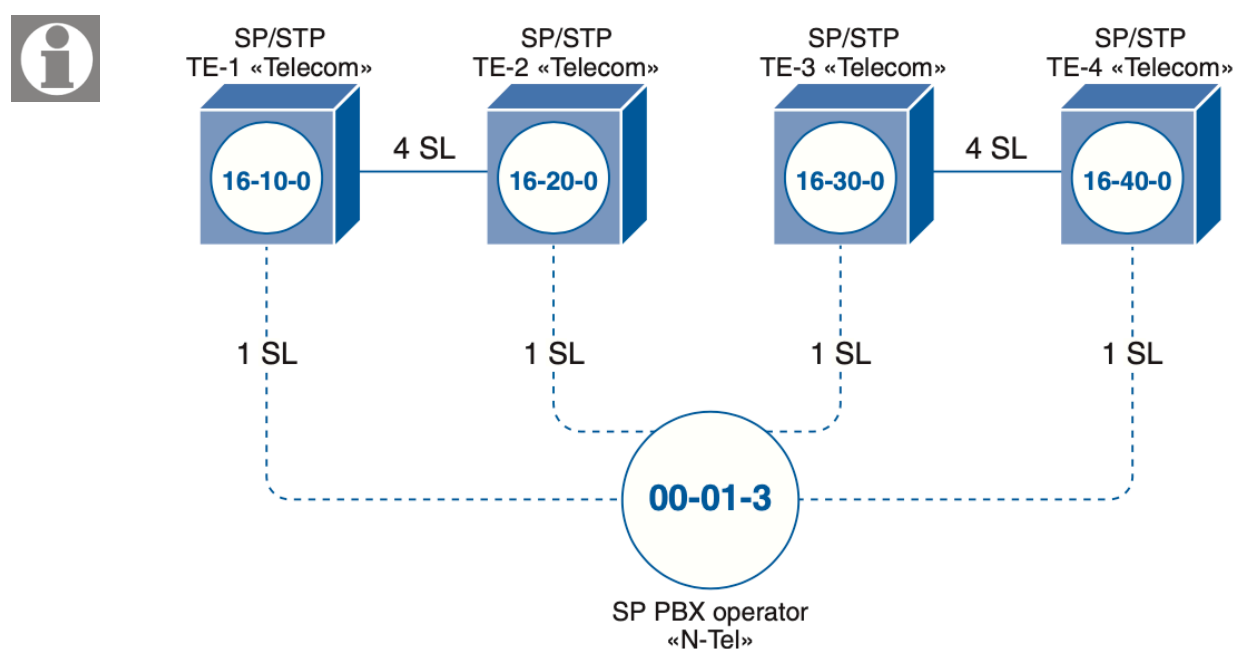 SP/STP
TE-1 «Telecom»
SP/STP
TE-2 «Telecom»
SP/STP
TE-3 «Telecom»
SP/STP
TE-4 «Telecom»
16-10-0
4 SL
16-20-0
16-30-0
4 SL
16-40-0
1 SL
1 SL
1 SL
1 SL
00-01-3
SP PBX operator
«N-Tel»